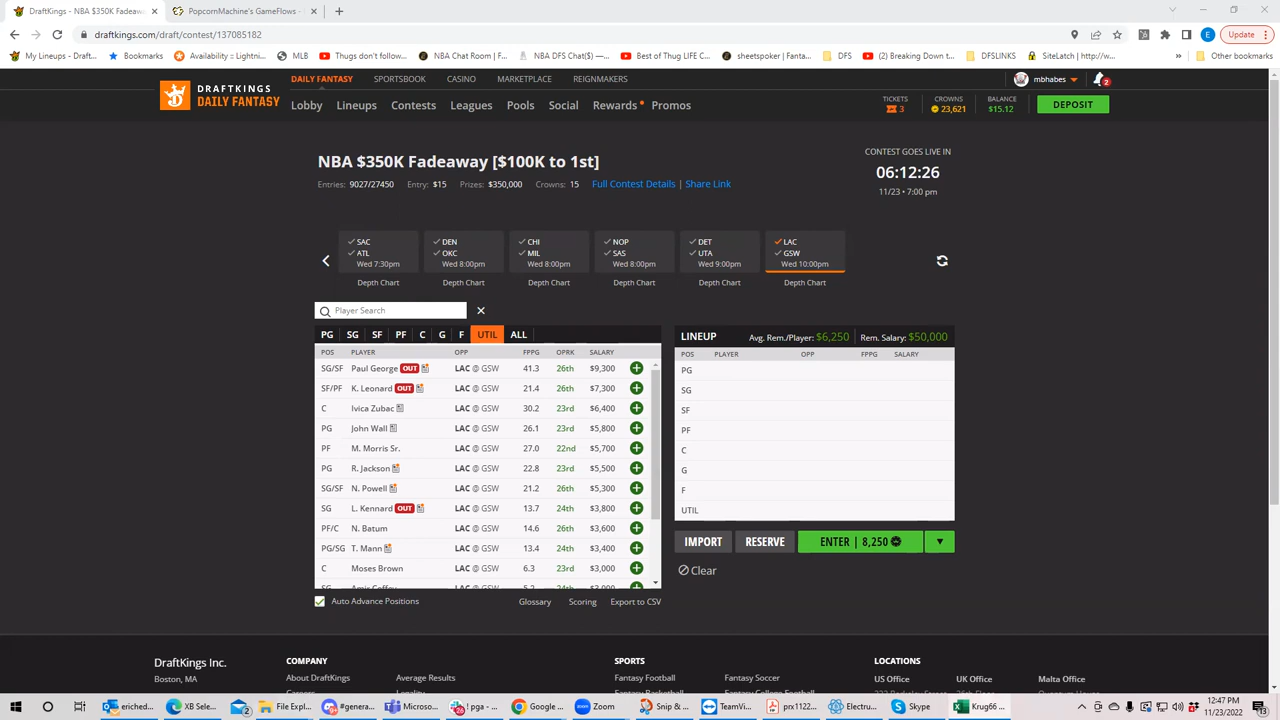 DraftKings - NBA $350K Fadeaway
PopcornMachine's GameFlows -
draftkings.com/draft/contest/137085182
Update
My Lineups - Draft...
Bookmarks
Availability :: Lightni...
MLB
Thugs do don't list...
NBA Chat Room | F...
NBA DFS Chat($) —...
Best of Thug LIFE C...
sheetspoker | Fanta...
DFS
(2) Breaking Down t...
DFSLINKS
SiteLatch (http://w...
»
Other bookmarks
DRAFTKINGS
DAILY FANTASY
DAILY FANTASY SPORTSBOOK CASINO MARKETPLACE REIGNMAKERS
mbhabes
2
Lobby Lineups Contests Leagues Pools Social Rewards Promos
TICKETS CROWNS BALANCE
3 23,621 $15.12
DEPOSIT
NBA $350K Fadeaway [$100K to 1st]
Entries: 9027/27450 Entry: $15 Prizes: $350,000 Crowns: 15 Full Contest Details | Share Link
CONTEST GOES LIVE IN
06:12:26
11/23 • 7:00 pm
SAC
ATL
Wed 7:30pm
Depth Chart
DEN
OKC
Wed 8:00pm
Depth Chart
CHI
MIL
Wed 8:00pm
Depth Chart
NOP
SAS
Wed 8:00pm
Depth Chart
DET
UTA
Wed 9:00pm
Depth Chart
LAC
GSW
Wed 10:00pm
Depth Chart
Player Search
PG SG SF PF C G F UTIL ALL
POS PLAYER OPP FPPG OPRK SALARY
SG/SF Paul George OUT LAC @ GSW 41.3 26th $9,300
SF/PF K. Leonard OUT LAC @ GSW 21.4 26th $7,300
C Ivica Zubac LAC @ GSW 30.2 23rd $6,400
PG John Wall LAC @ GSW 26.1 23rd $5,800
PF M. Morris Sr. LAC @ GSW 27.0 22nd $5,700
PG R. Jackson LAC @ GSW 22.8 23rd $5,500
SG/SF N. Powell LAC @ GSW 21.2 26th $5,300
SG L. Kennard OUT LAC @ GSW 13.7 24th $3,800
PF/C N. Batum LAC @ GSW 14.6 26th $3,600
PG/SG T. Mann LAC @ GSW 13.4 24th $3,400
C Moses Brown LAC @ GSW 6.3 23rd $3,000
Auto Advance Positions
Glossary Scoring Export to CSV
LINEUP Avg. Rem./Player: $6,250 Rem. Salary: $50,000
POS PLAYER OPP FPPG SALARY
PG
SG
SF
PF
C
G
F
UTIL
IMPORT RESERVE ENTER | 8,250
Clear
DraftKings Inc.
Boston, MA
COMPANY
About DraftKings
Average Results
SPORTS
Fantasy Football
Fantasy Soccer
LOCATIONS
US Office
UK Office
Malta Office
eriched...
XB Sele...
2
File Expl...
#genera...
Microso...
! pga - ...
Google ...
Zoom
Snip & ...
TeamVi...
prx1122...
Electru...
Skype
Krug66 ...
12:47 PM
11/23/2022